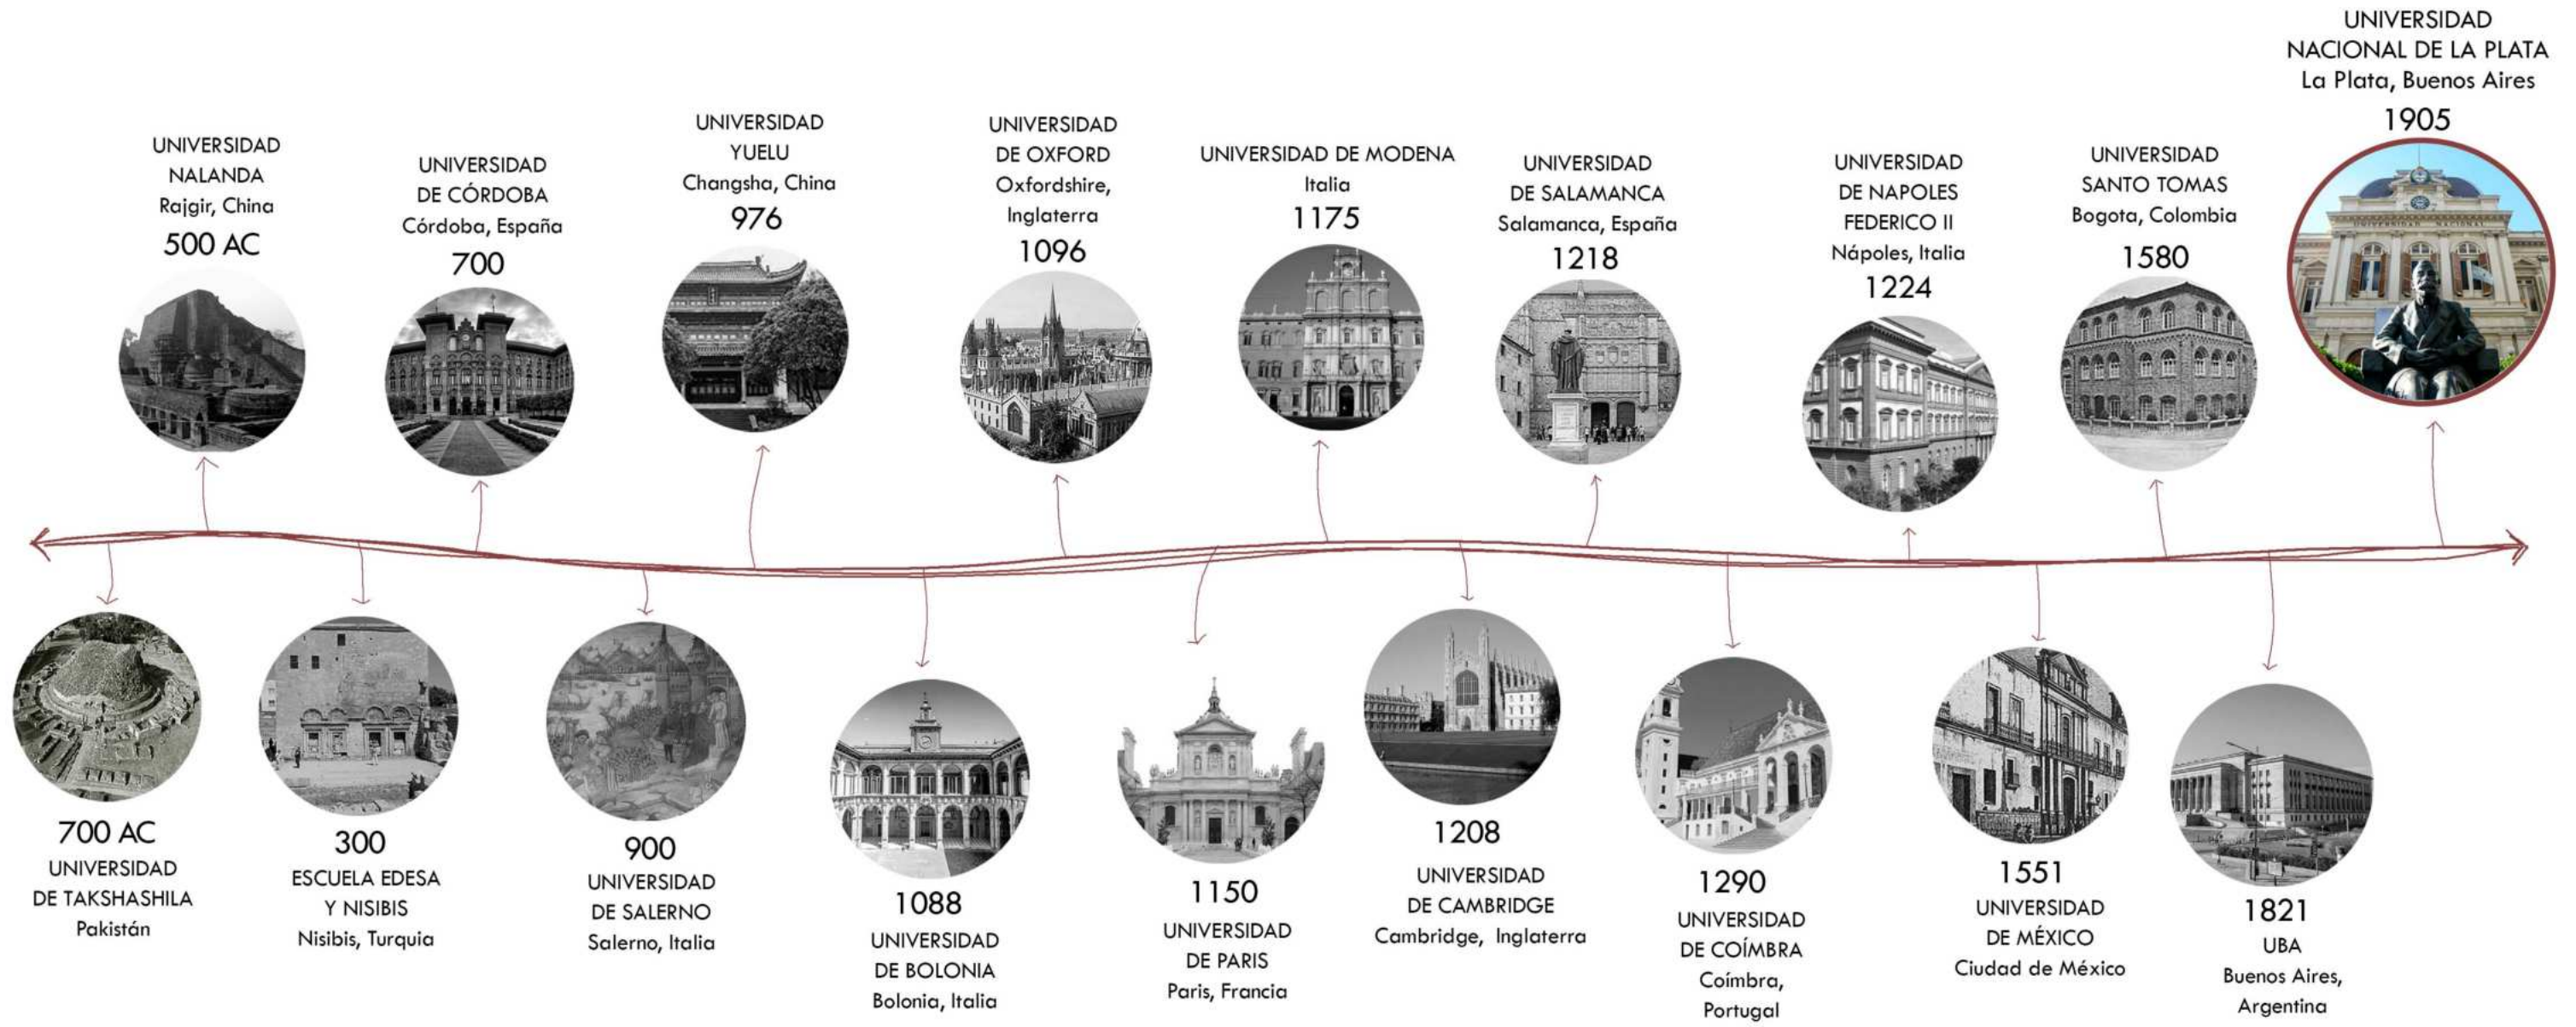 UNIVERSIDAD
NACIONAL DE LA PLATA
La Plata, Buenos Aires
1905
UNIVERSIDAD
NALANDA
Rajgir, China
500 AC
UNIVERSIDAD
DE CÓRDOBA
Córdoba, España
700
UNIVERSIDAD
YUELU
Changsha, China
976
UNIVERSIDAD
DE OXFORD
Oxfordshire,
Inglaterra
1096
UNIVERSIDAD DE MODENA
Italia
1175
UNIVERSIDAD
DE SALAMANCA
Salamanca, España
1218
UNIVERSIDAD
DE NAPOLES
FEDERICO II
Nápoles, Italia
1224
UNIVERSIDAD
SANTO TOMAS
Bogota, Colombia
1580
UNIVERSIDAD NACIONAL
700 AC
UNIVERSIDAD
DE TAKSHASHILA
Pakistán
300
ESCUELA EDESA
Y NISIBIS
Nisibis, Turquia
900
UNIVERSIDAD
DE SALERNO
Salerno, Italia
1088
UNIVERSIDAD
DE BOLONIA
Bolonia, Italia
1150
UNIVERSIDAD
DE PARIS
Paris, Francia
1208
UNIVERSIDAD
DE CAMBRIDGE
Cambridge, Inglaterra
1290
UNIVERSIDAD
DE COÍMBRA
Coímbra,
Portugal
1551
UNIVERSIDAD
DE MÉXICO
Ciudad de México
1821
UBA
Buenos Aires,
Argentina